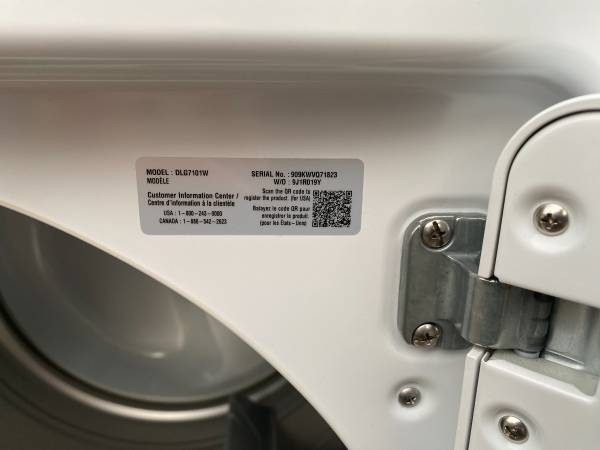 MODEL : DLG7101W
MODÈLE
SERIAL No. : 909KWVQ71823
W/O : 9J1R019Y
Customer Information Center /
Centre d'information à la clientèle
USA : 1-800-243-0000
CANADA : 1-888-542-2623
Scan the QR code to
register the product. (for USA)
Balayez le code QR pour
enregistrer le produit.
(pour les États-Unis)